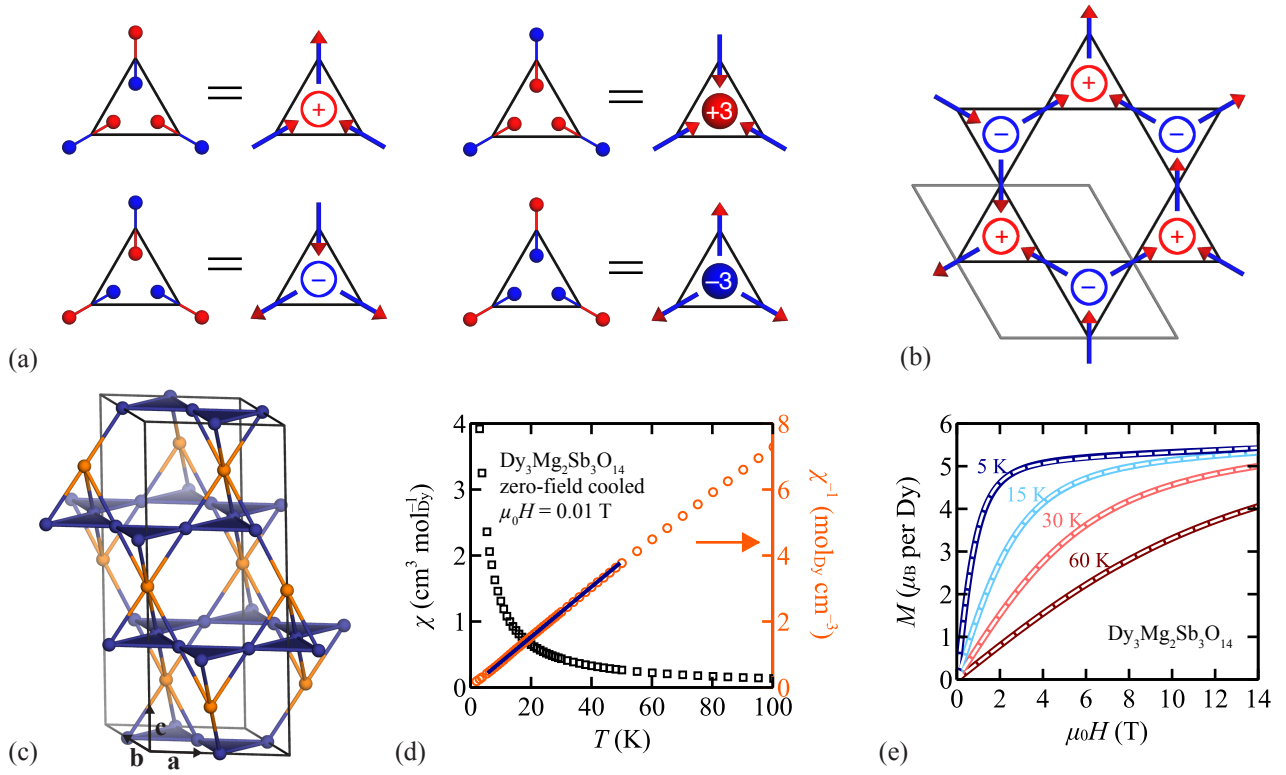 +
+3
−
−3
(a)
+
−
−
+
+
−
(b)
c
b
a
(c)
4
3
2
1
0
χ (cm³ mol⁻¹Dy)
Dy₃Mg₂Sb₃O₁₄
zero-field cooled
μ₀H = 0.01 T
8
6
4
2
0
χ⁻¹ (molDy cm⁻³)
0 20 40 60 80 100
T (K)
(d)
6
5
4
3
2
1
0
M (μB per Dy)
5 K
15 K
30 K
60 K
Dy₃Mg₂Sb₃O₁₄
0 2 4 6 8 10 12 14
μ₀H (T)
(e)